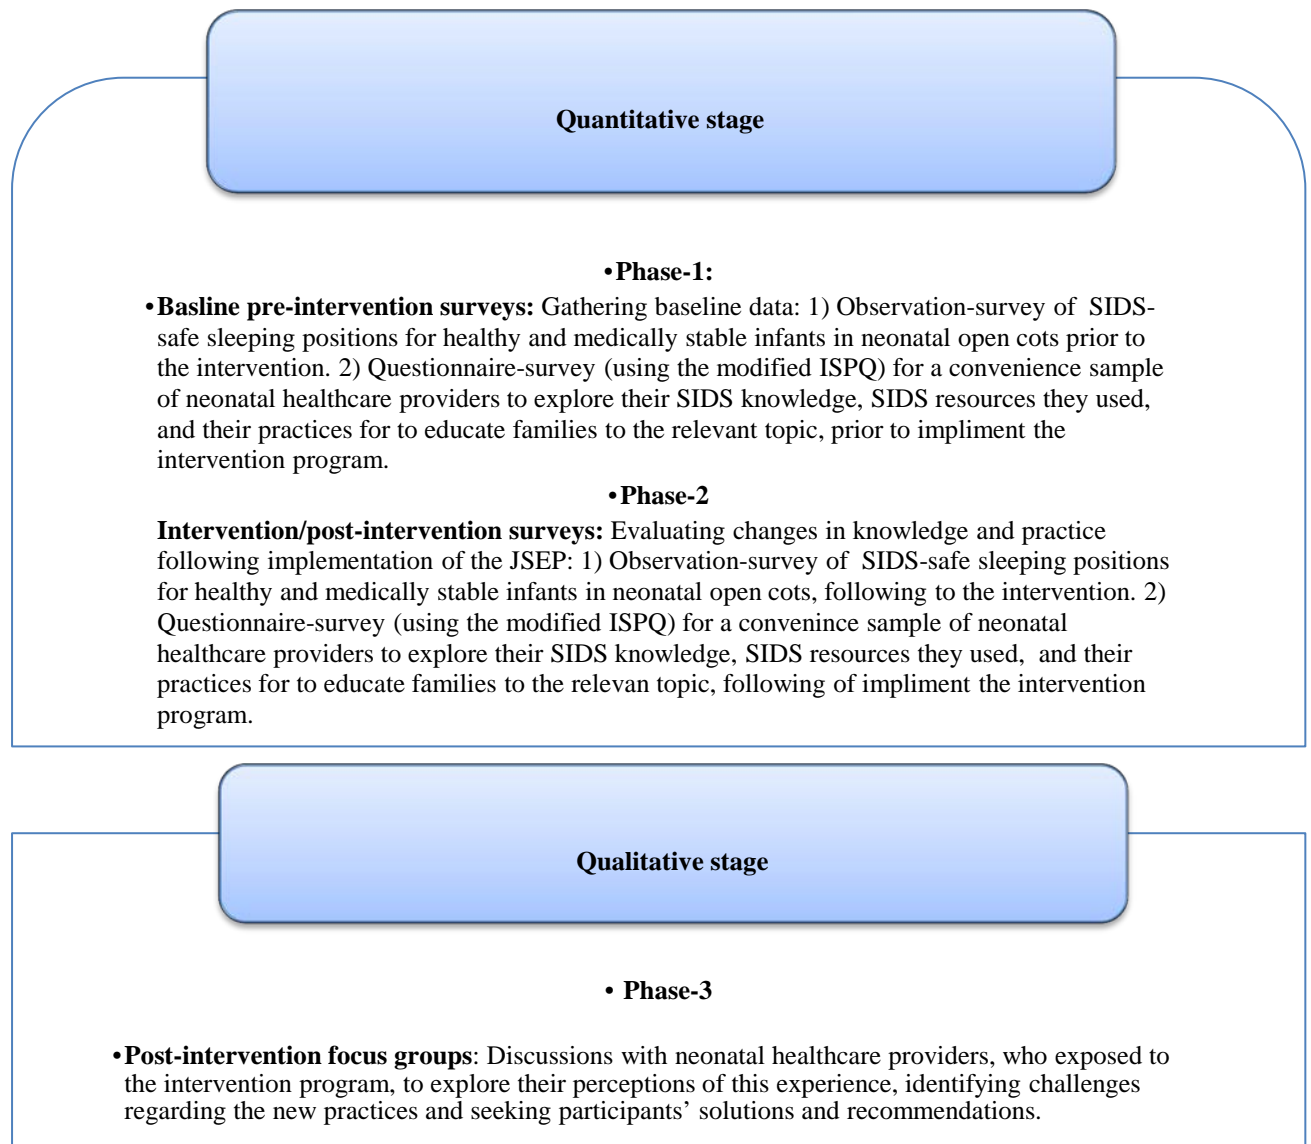 Quantitative stage
•Phase-1:
•Basline pre-intervention surveys: Gathering baseline data: 1) Observation-survey of SIDS-
safe sleeping positions for healthy and medically stable infants in neonatal open cots prior to
the intervention. 2) Questionnaire-survey (using the modified ISPQ) for a convenience sample
of neonatal healthcare providers to explore their SIDS knowledge, SIDS resources they used,
and their practices for to educate families to the relevant topic, prior to impliment the
intervention program.
•Phase-2
Intervention/post-intervention surveys: Evaluating changes in knowledge and practice
following implementation of the JSEP: 1) Observation-survey of SIDS-safe sleeping positions
for healthy and medically stable infants in neonatal open cots, following to the intervention. 2)
Questionnaire-survey (using the modified ISPQ) for a convenince sample of neonatal
healthcare providers to explore their SIDS knowledge, SIDS resources they used, and their
practices for to educate families to the relevan topic, following of impliment the intervention
program.
Qualitative stage
• Phase-3
•Post-intervention focus groups: Discussions with neonatal healthcare providers, who exposed to
the intervention program, to explore their perceptions of this experience, identifying challenges
regarding the new practices and seeking participants’ solutions and recommendations.